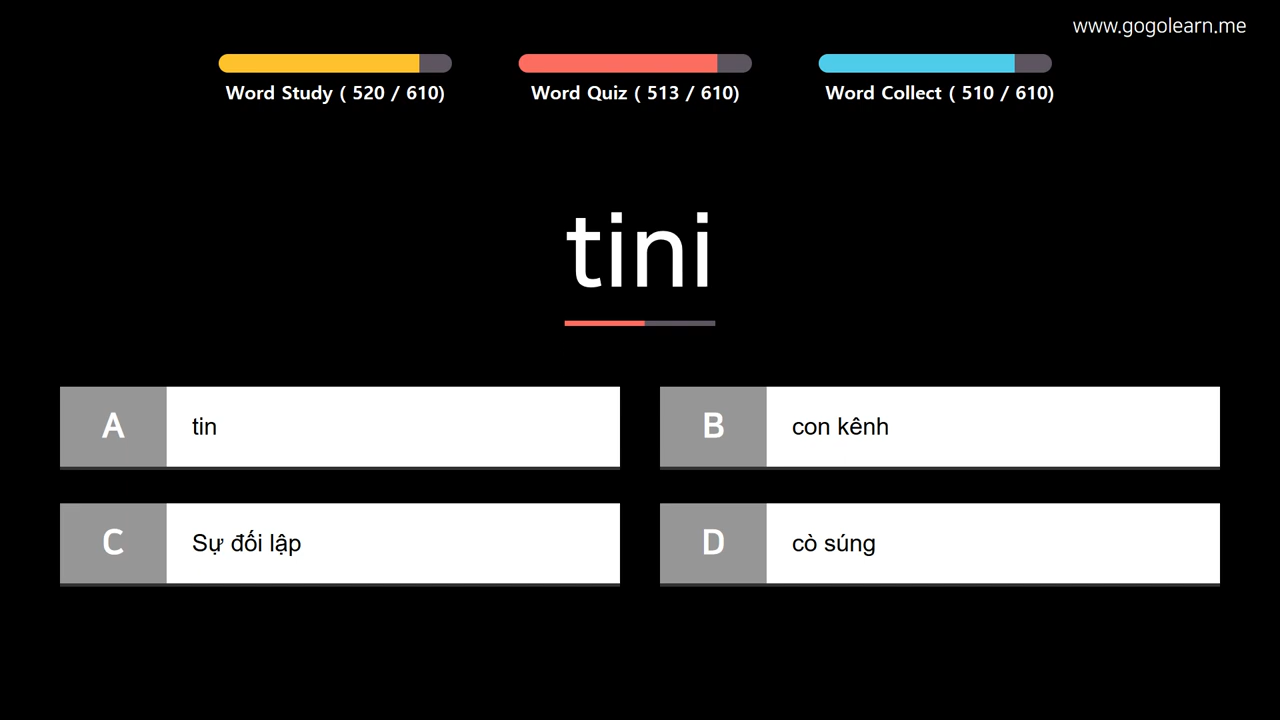 www.gogolearn.me
Word Study ( 520 / 610)
Word Quiz ( 513 / 610)
Word Collect ( 510 / 610)
tini
A tin
B con kênh
C Sự đối lập
D cò súng